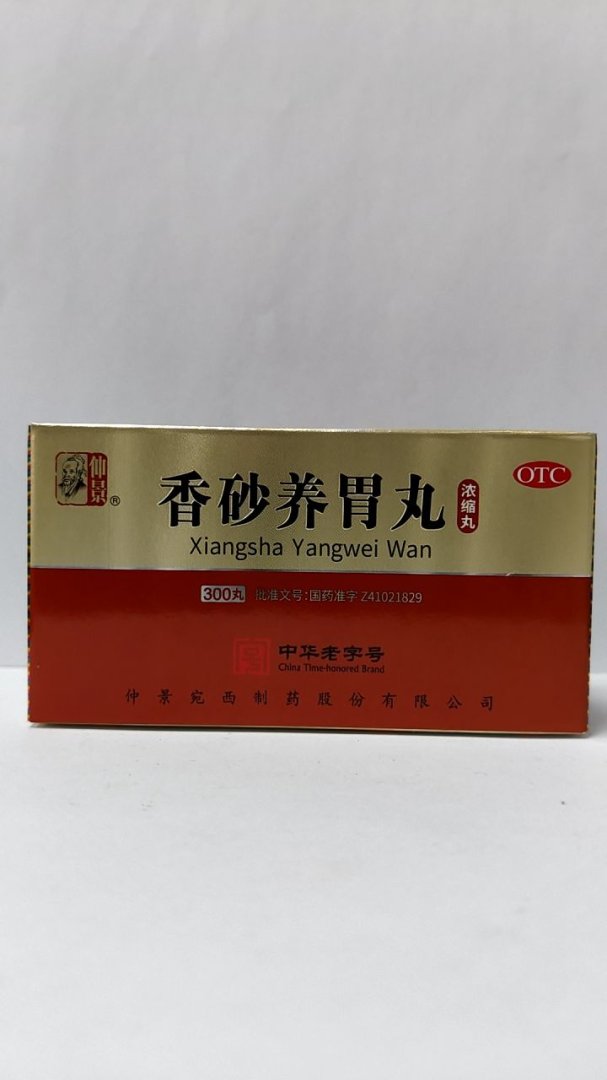 仲景®
香砂养胃丸 浓缩丸
OTC
Xiangsha Yangwei Wan
300丸 批准文号:国药准字 Z41021829
中华老字号
China Time-honored Brand
仲景宛西制药股份有限公司